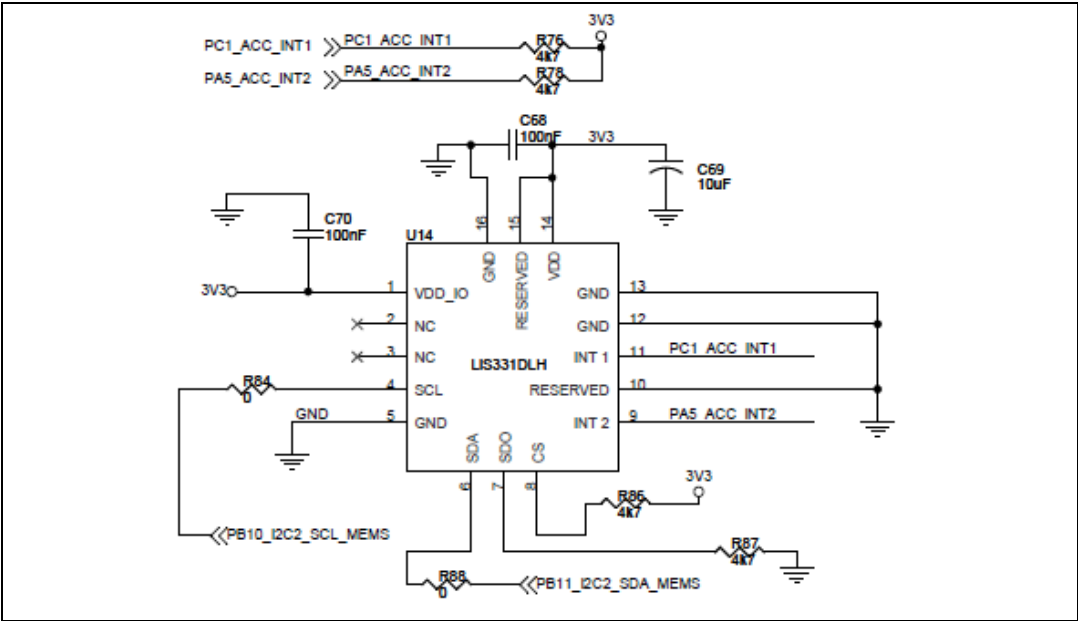 3V3
PC1_ACC_INT1 PC1_ACC_INT1 R76
4k7
PA5_ACC_INT2 PA5_ACC_INT2 R78
4k7
C68
100nF 3V3
C69
10uF
C70
100nF
U14
16 15 14
GND RESERVED VDD
3V3 1 VDD_IO GND 13
2 NC GND 12
3 NC INT 1 11 PC1_ACC_INT1
LIS331DLH
R84
0
4 SCL RESERVED 10
GND 5 GND INT 2 9 PA5_ACC_INT2
SDA SDO CS
6 7 8
3V3
R86
4k7
PB10_I2C2_SCL_MEMS
R87
4k7
R88
0
PB11_I2C2_SDA_MEMS